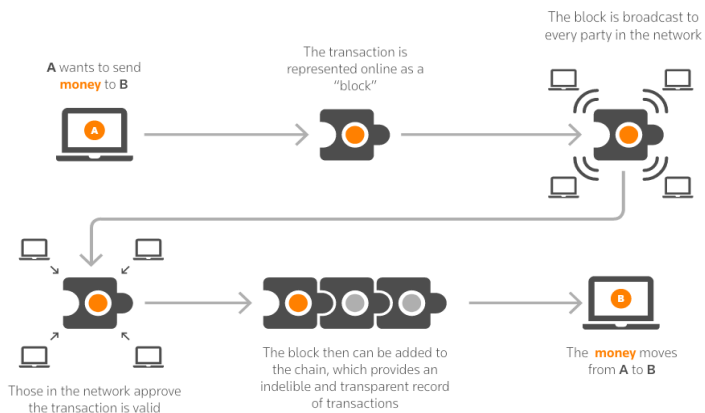 A wants to send
money to B
A
The transaction is
represented online as a
“block”
The block is broadcast to
every party in the network
Those in the network approve
the transaction is valid
The block then can be added to
the chain, which provides an
indelible and transparent record
of transactions
B
The money moves
from A to B